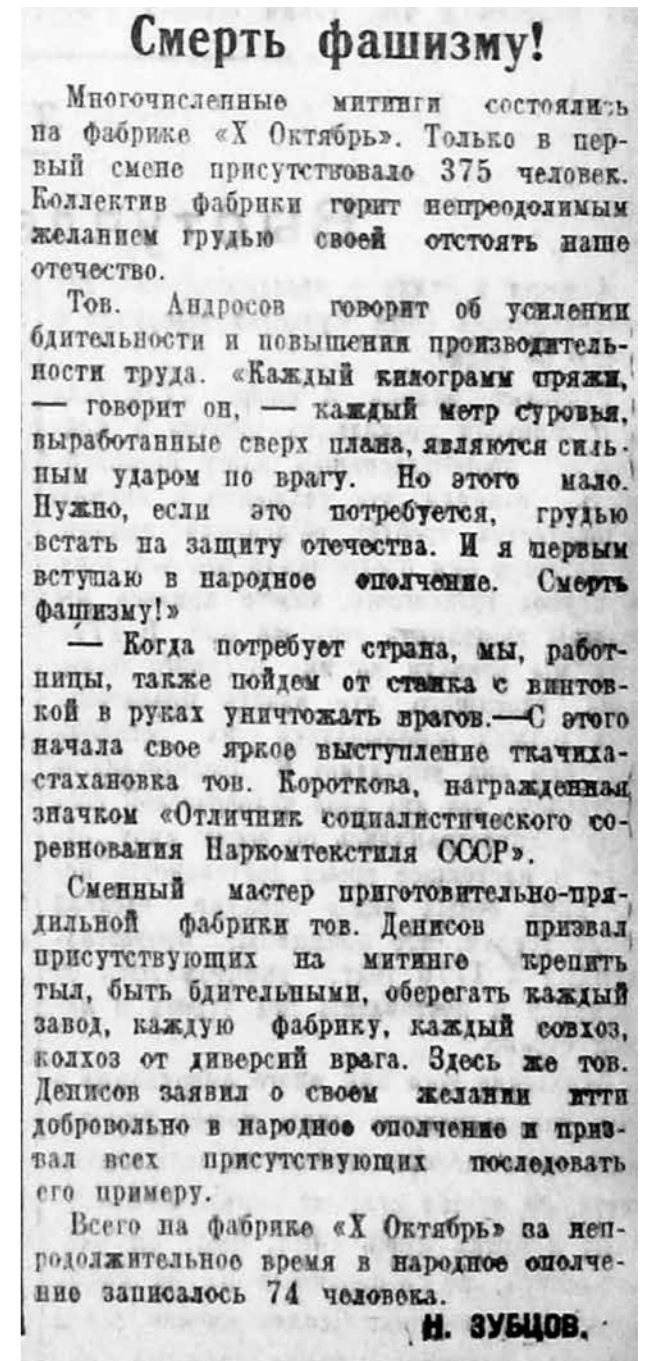 Смерть фашизму!
Многочисленные митинги состоялись
на фабрике «X Октябрь». Только в пер-
вый смене присутствовало 375 человек.
Коллектив фабрики горит непреодолимым
желанием грудью своей отстоять наше
отечество.
Тов. Андросов говорит об усилении
бдительности и повышении производитель-
ности труда. «Каждый килограмм пряжи,
— говорит он, — каждый метр суровья,
выработанные сверх плана, являются силь-
ным ударом по врагу. Но этого мало.
Нужно, если это потребуется, грудью
встать на защиту отечества. И я первым
вступаю в народное ополчение. Смерть
фашизму!»
— Когда потребует страна, мы, работ-
ницы, также пойдем от станка с винтов-
кой в руках уничтожать врагов.—С этого
начала свое яркое выступление ткачиха-
стахановка тов. Короткова, награжденная
значком «Отличник социалистического со-
ревнования Наркомтекстиля СССР».
Сменный мастер приготовительно-пря-
дильной фабрики тов. Денисов призвал
присутствующих на митинге крепить
тыл, быть бдительными, оберегать каждый
завод, каждую фабрику, каждый совхоз,
колхоз от диверсий врага. Здесь же тов.
Денисов заявил о своем желании итти
добровольно в народное ополчение и приз-
вал всех присутствующих последовать
его примеру.
Всего на фабрике «X Октябрь» за неп-
родолжительное время в народное ополче-
ние записалось 74 человека.
Н. ЗУБЦОВ.